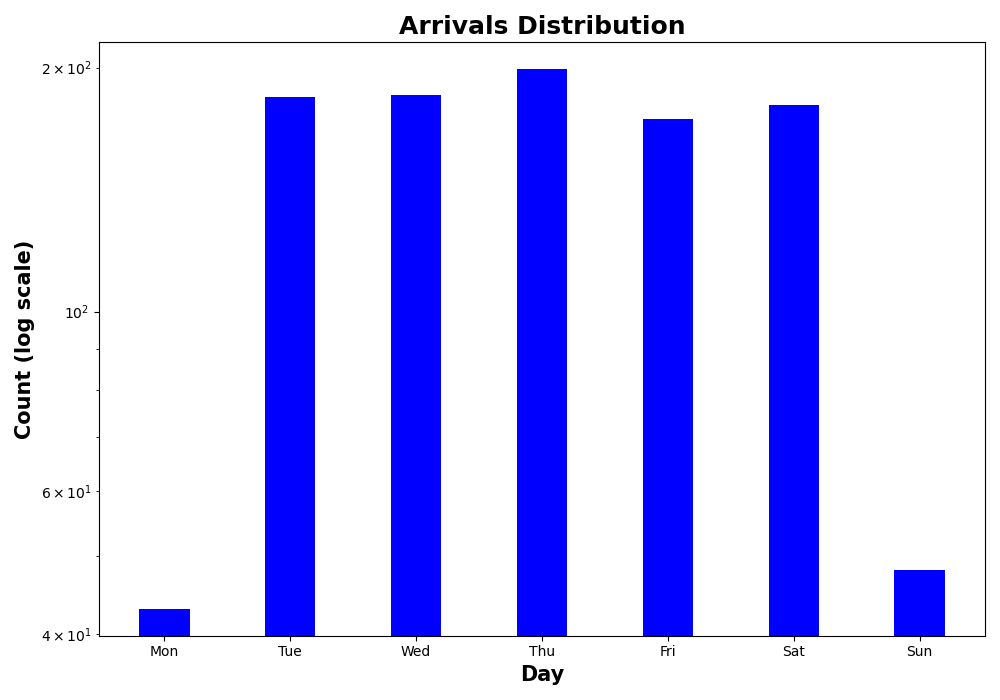 Arrivals Distribution
Count (log scale)
2 × 10²
10²
6 × 10¹
4 × 10¹
Mon Tue Wed Thu Fri Sat Sun
Day